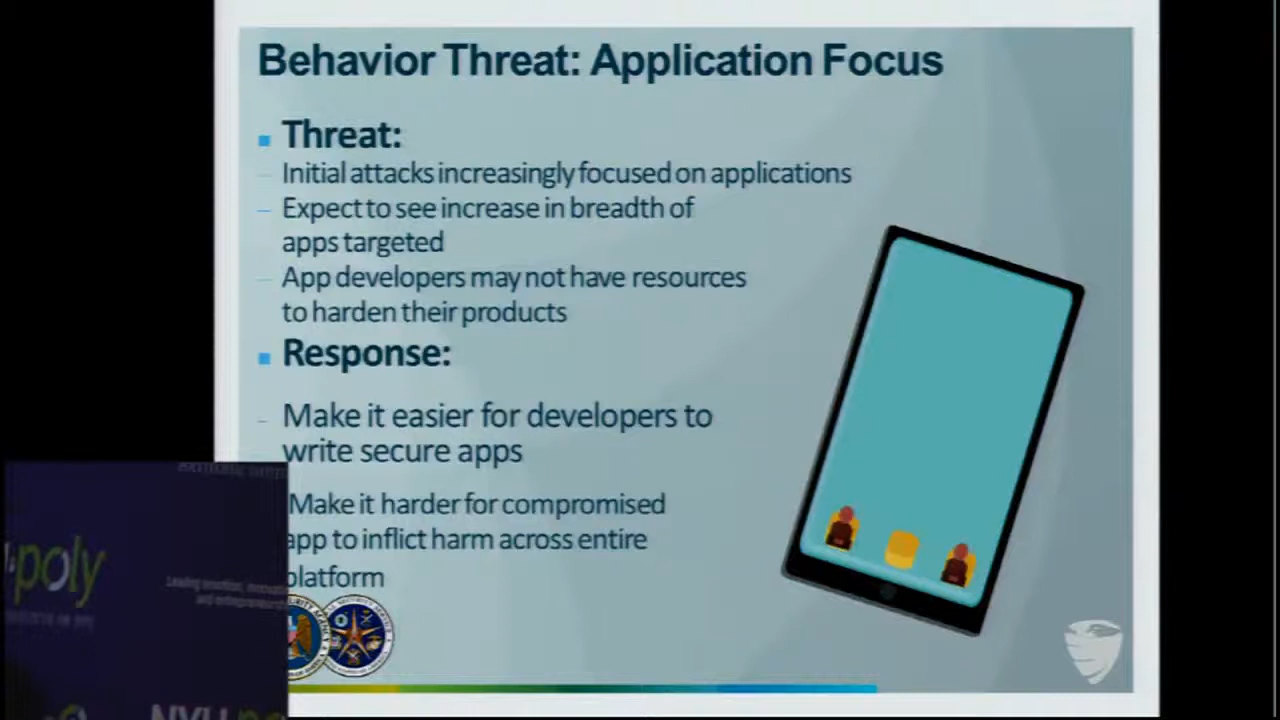 Behavior Threat: Application Focus
Threat:
Initial attacks increasingly focused on applications
Expect to see increase in breadth of
apps targeted
App developers may not have resources
to harden their products
Response:
Make it easier for developers to
write secure apps
Make it harder for compromised
app to inflict harm across entire
platform
poly
NYU